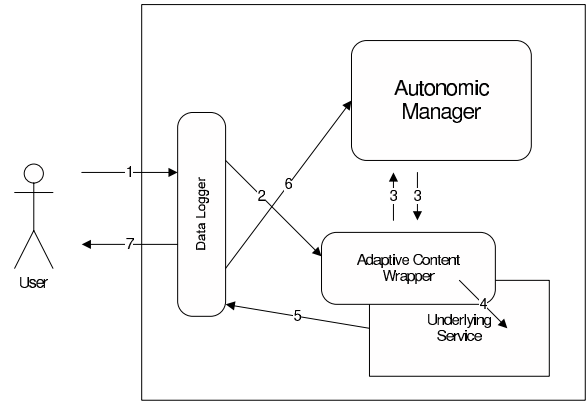 Autonomic
Manager
1
2
6
3
3
Data Logger
7
User
Adaptive Content
Wrapper
4
5
Underlying
Service